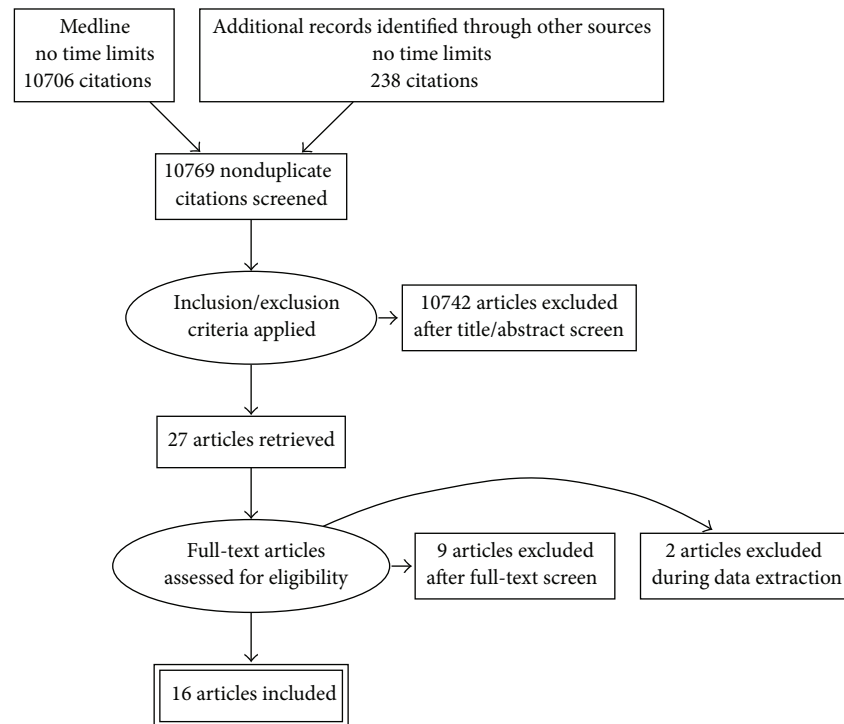 Medline
no time limits
10706 citations
Additional records identified through other sources
no time limits
238 citations
10769 nonduplicate
citations screened
Inclusion/exclusion
criteria applied
10742 articles excluded
after title/abstract screen
27 articles retrieved
Full-text articles
assessed for eligibility
9 articles excluded
after full-text screen
2 articles excluded
during data extraction
16 articles included